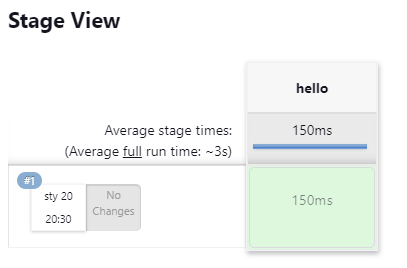 Stage View
hello
Average stage times:
150ms
(Average full run time: ~3s)
#1
sty 20
20:30
No
Changes
150ms